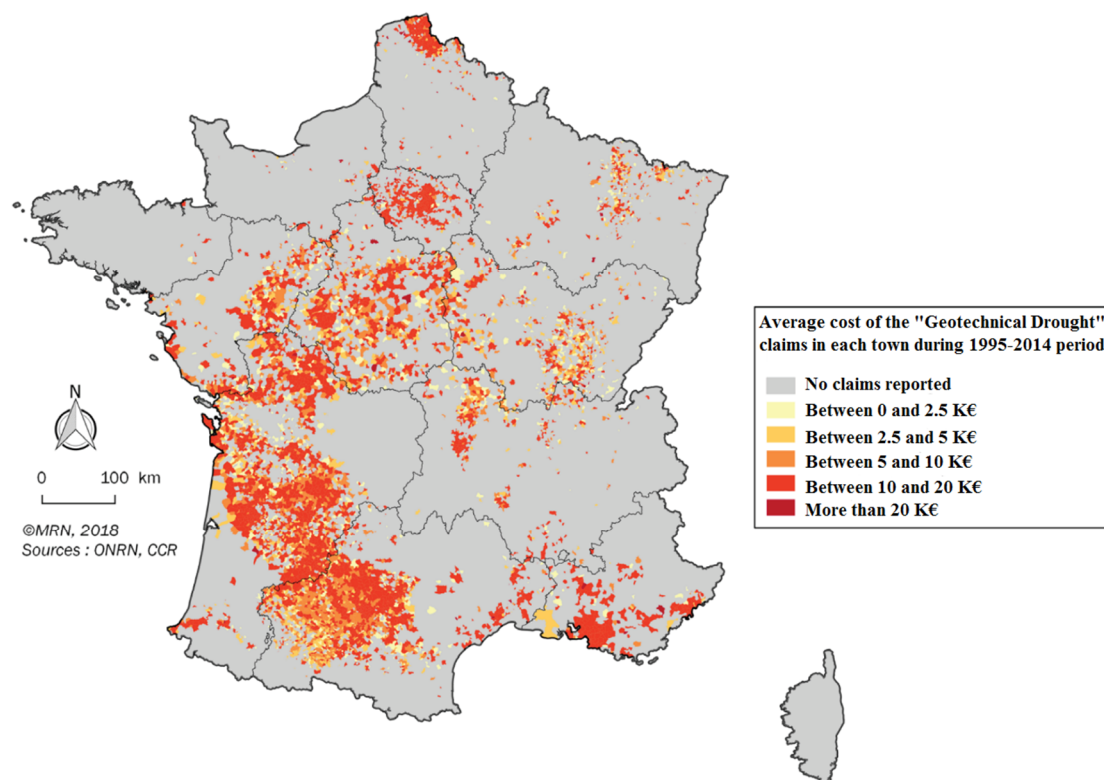 Average cost of the "Geotechnical Drought"
claims in each town during 1995-2014 period
No claims reported
Between 0 and 2.5 K€
Between 2.5 and 5 K€
Between 5 and 10 K€
Between 10 and 20 K€
More than 20 K€
N
0 100 km
©MRN, 2018
Sources : ONRN, CCR